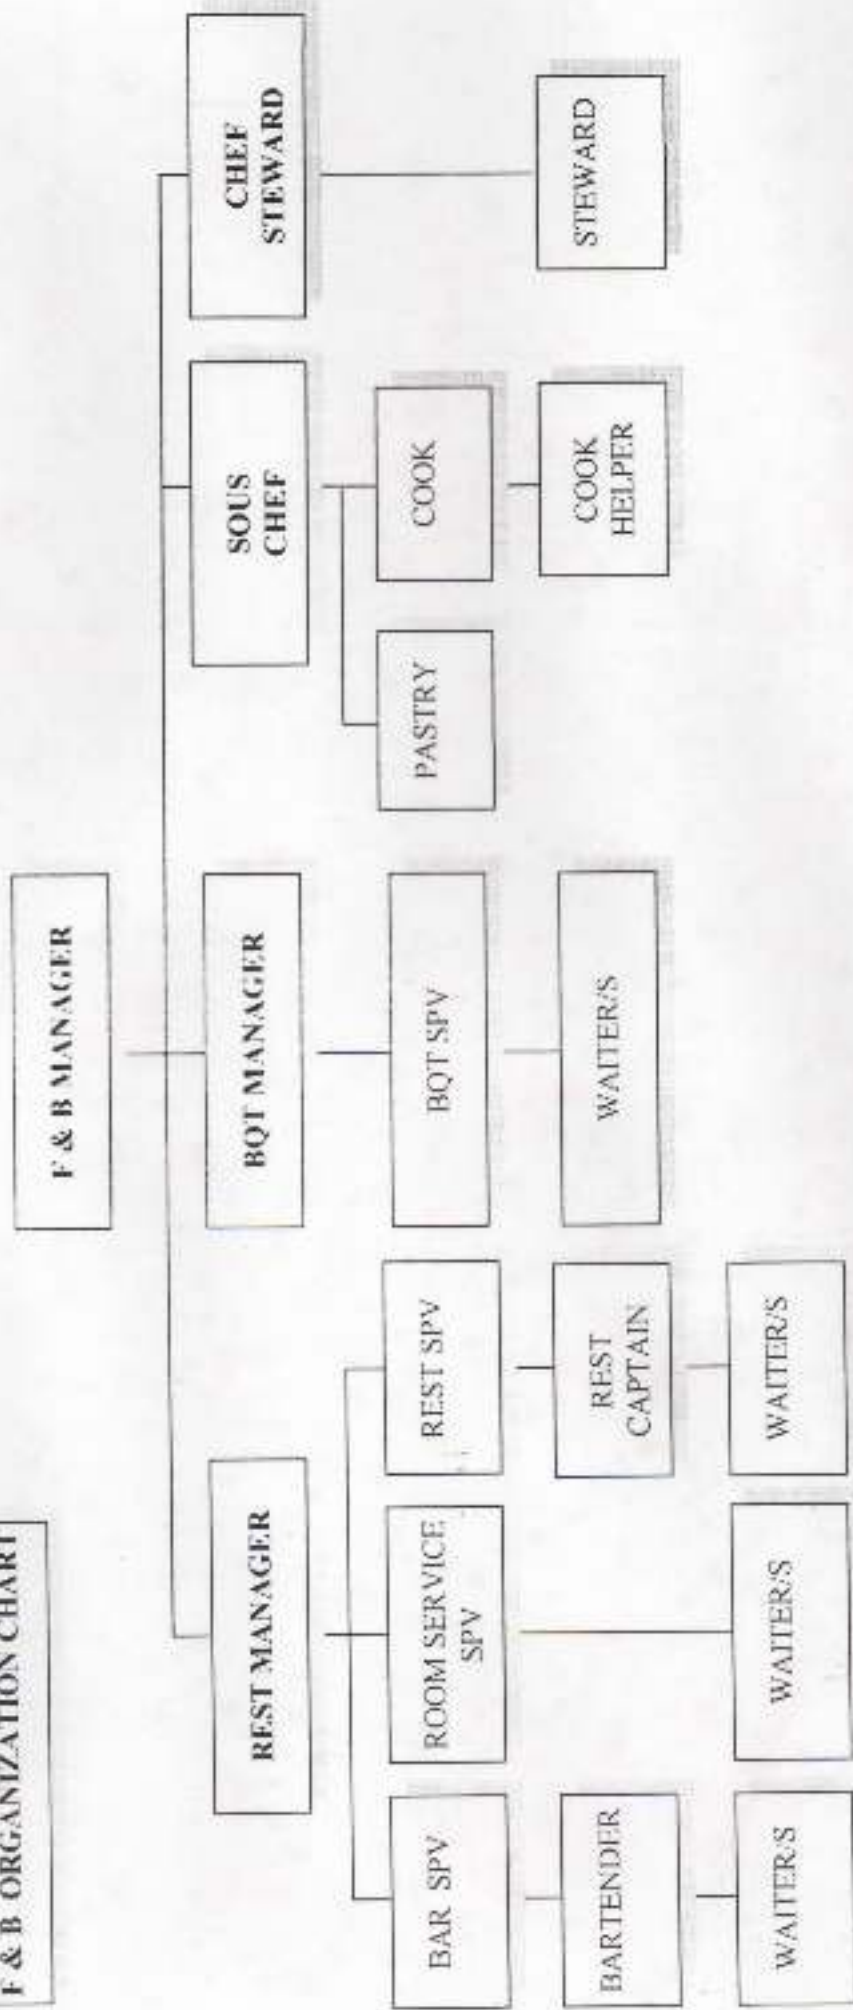 F & B ORGANIZATION CHART
F & B MANAGER
REST MANAGER
BQT MANAGER
SOUS
CHEF
CHEF
STEWARD
BAR SPV
ROOM SERVICE
SPV
REST SPV
BQT SPV
PASTRY
COOK
BARTENDER
REST
CAPTAIN
WAITER/S
COOK
HELPER
STEWARD
WAITER/S
WAITER/S
WAITER/S